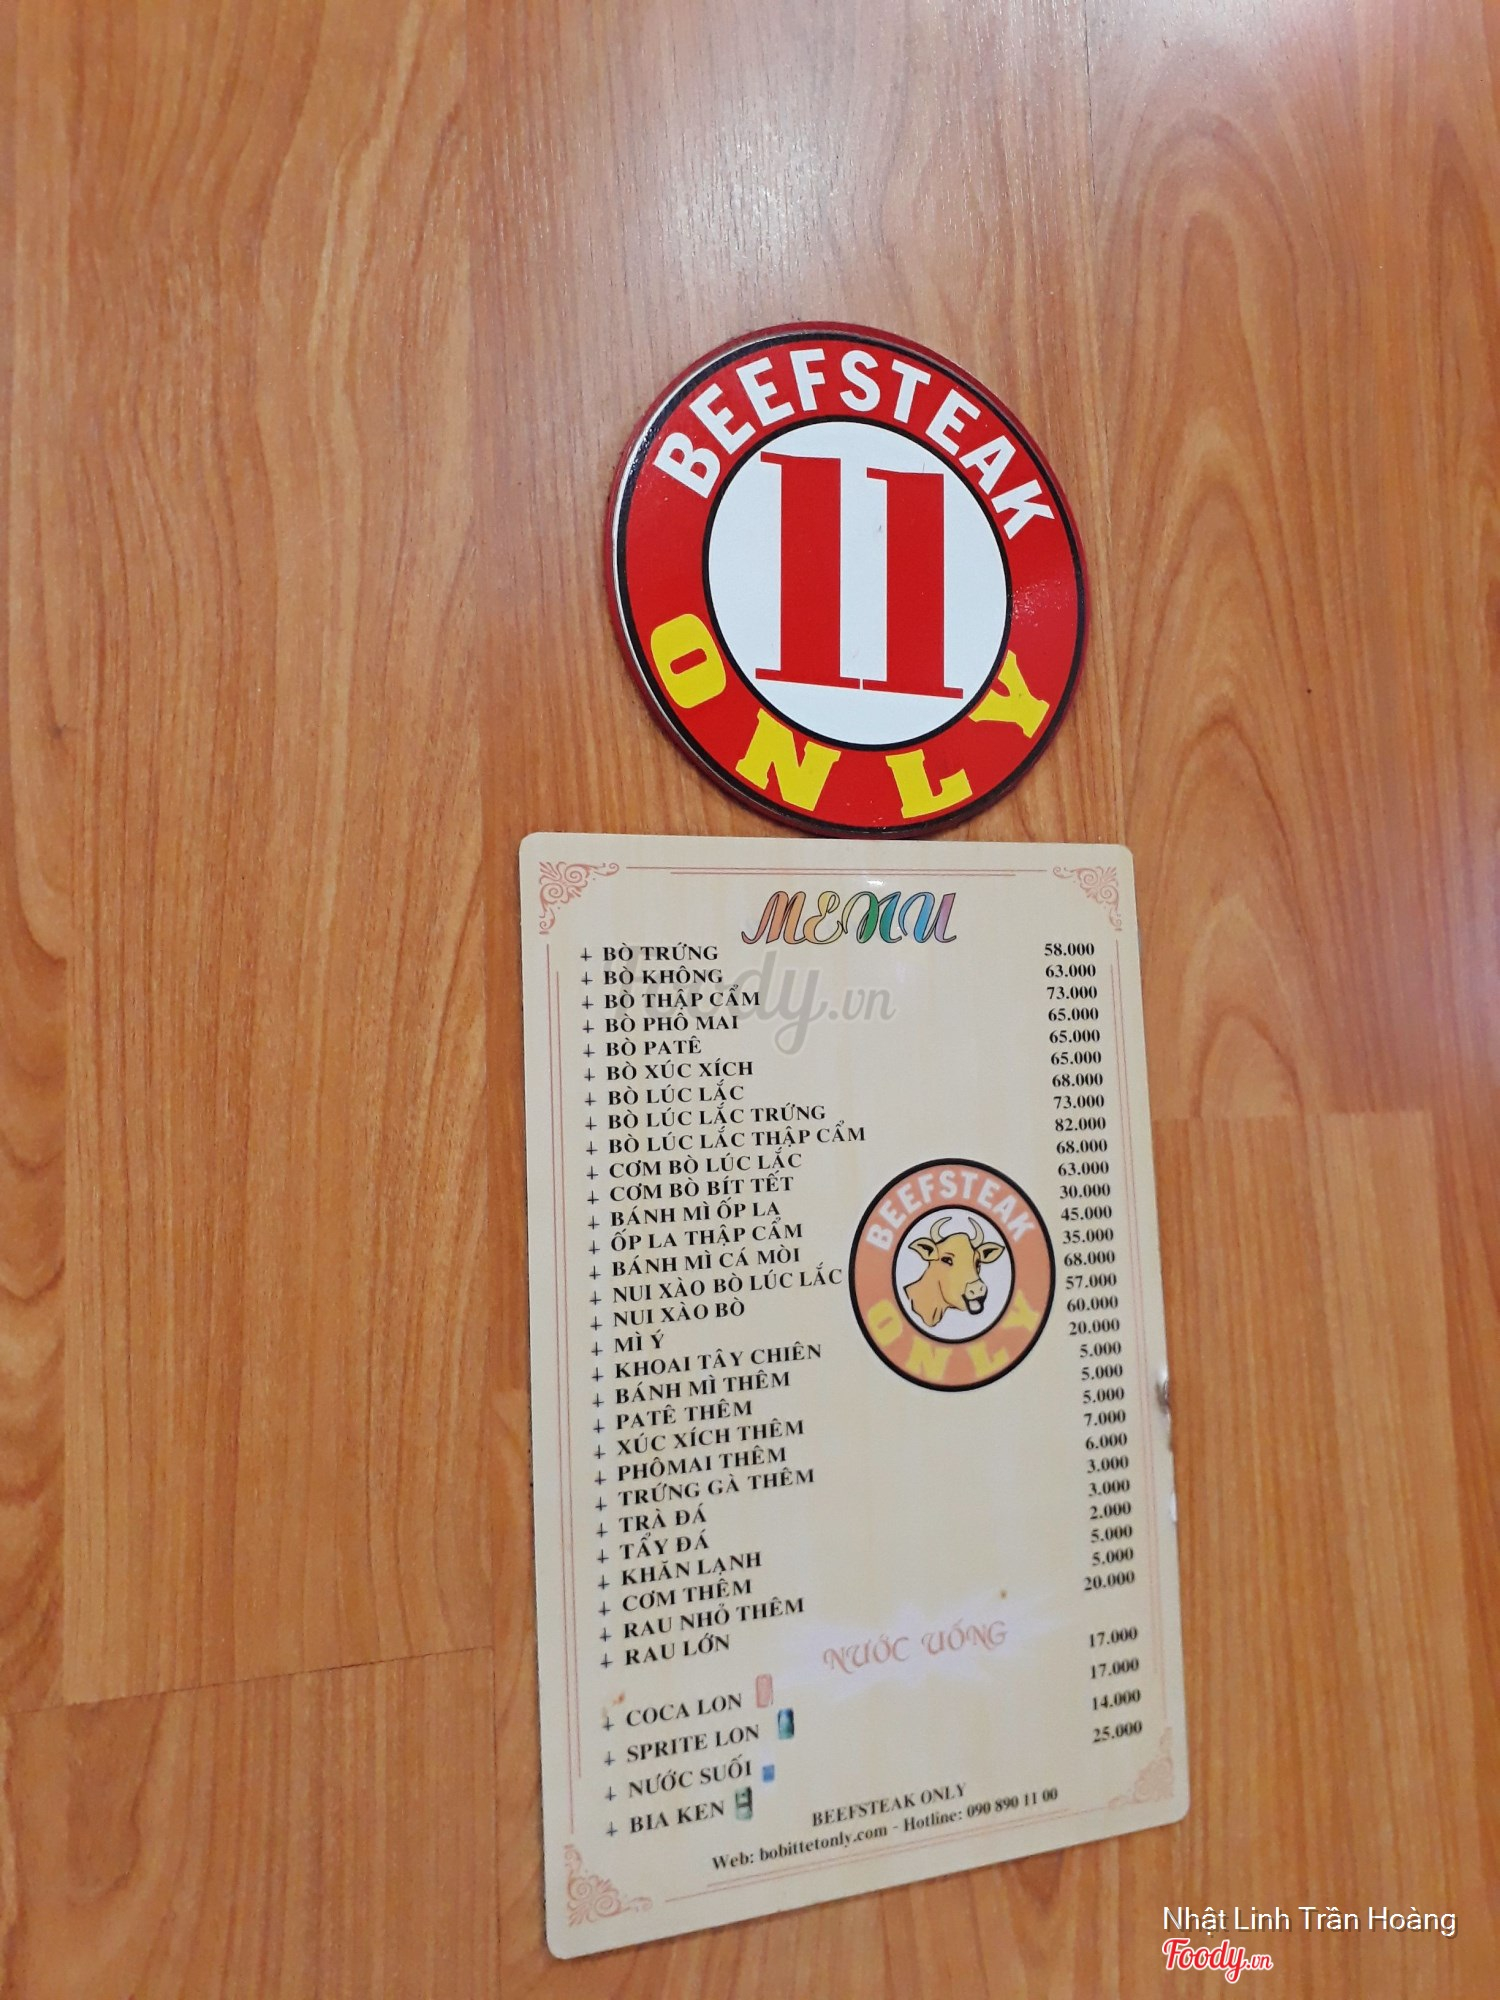 BEEFSTEAK
11
ONLY
MENU
BÒ TRỨNG 58.000
BÒ KHÔNG 63.000
BÒ THẬP CẨM 73.000
BÒ PHÔ MAI 65.000
BÒ PATÊ 65.000
BÒ XÚC XÍCH 65.000
BÒ LÚC LẮC 68.000
BÒ LÚC LẮC TRỨNG 73.000
BÒ LÚC LẮC THẬP CẨM 82.000
CƠM BÒ LÚC LẮC 68.000
CƠM BÒ BÍT TẾT 63.000
BÁNH MÌ ỐP LA 30.000
ỐP LA THẬP CẨM 45.000
BÁNH MÌ CÁ MÒI 35.000
NUI XÀO BÒ LÚC LẮC 68.000
NUI XÀO BÒ 57.000
MÌ Ý 60.000
KHOAI TÂY CHIÊN 20.000
BÁNH MÌ THÊM 5.000
PATÊ THÊM 5.000
XÚC XÍCH THÊM 5.000
PHÔMAI THÊM 7.000
TRỨNG GÀ THÊM 6.000
TRÀ ĐÁ 3.000
TẨY ĐÁ 3.000
KHĂN LẠNH 2.000
CƠM THÊM 5.000
RAU NHỎ THÊM 5.000
RAU LỚN 20.000
BEEFSTEAK
ONLY
NƯỚC UỐNG
COCA LON 17.000
SPRITE LON 17.000
NƯỚC SUỐI 14.000
BIA KEN 25.000
BEEFSTEAK ONLY
Web: bobittetonly.com - Hotline: 090 890 11 00
Foody.vn
Nhật Linh Trần Hoàng
Foody.vn